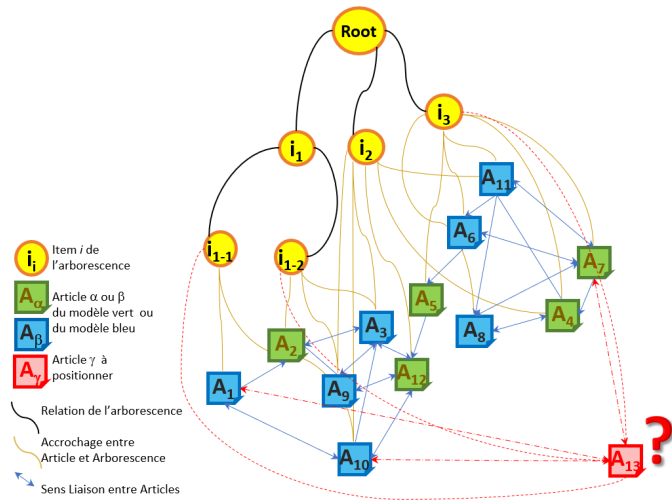 Root
i3
i1
i2
A11
A6
i1-1
i1-2
A7
ii
Item i de
l'arborescence
Aα
Article α ou β
du modèle vert ou
du modèle bleu
Aβ
A5
A4
A8
A3
A2
Aγ
Article γ à
positionner
A1
A9
A12
Relation de l'arborescence
Accrochage entre
Article et Arborescence
A10
A13
?
Sens Liaison entre Articles